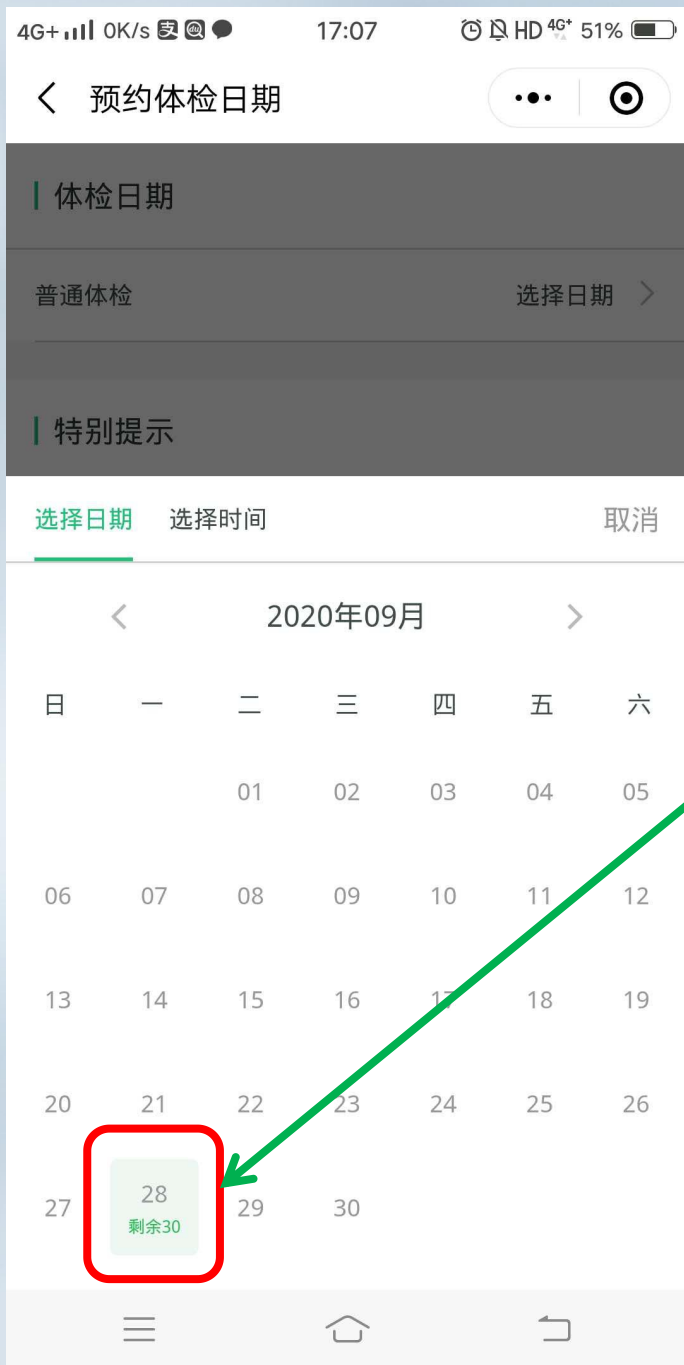 4G+ 0K/s 支 du 17:07 HD 4G+ 51%
预约体检日期
体检日期
普通体检 选择日期
特别提示
选择日期 选择时间 取消
2020年09月
日 一 二 三 四 五 六
01 02 03 04 05
06 07 08 09 10 11 12
13 14 15 16 17 18 19
20 21 22 23 24 25 26
27 28 29 30
剩余30